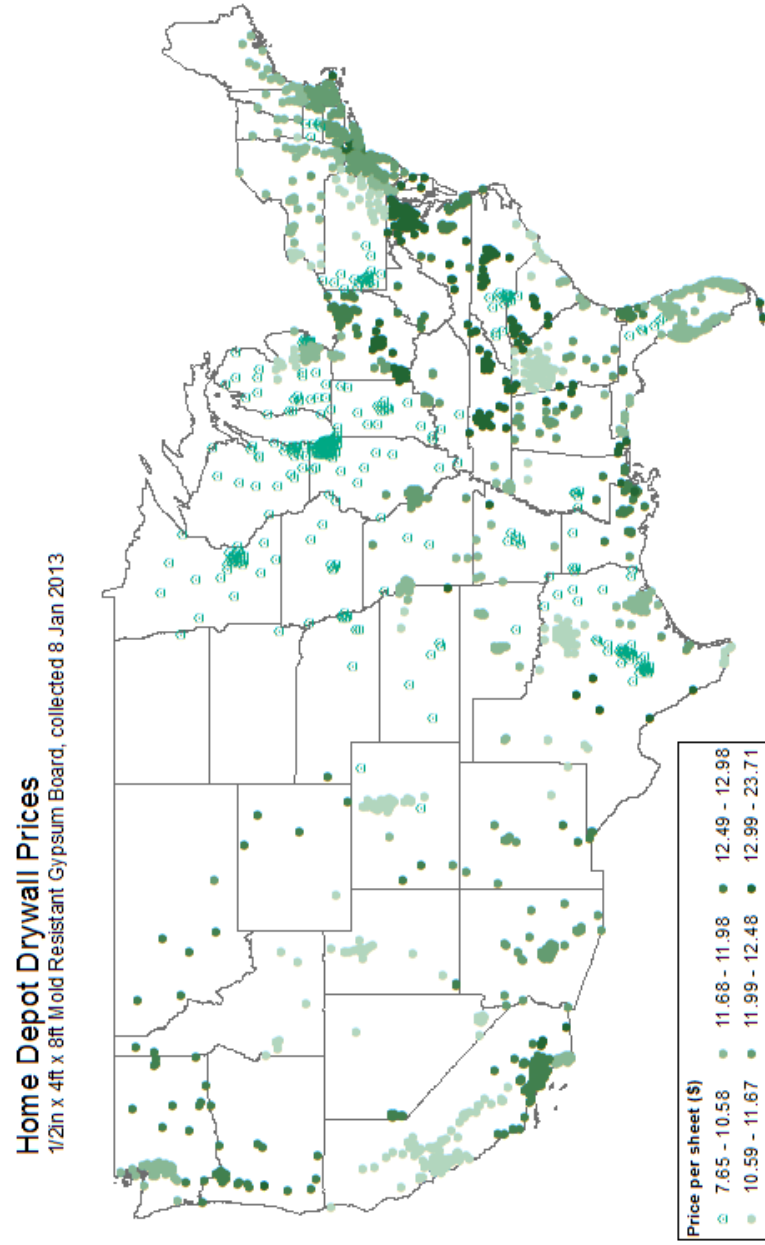 Home Depot Drywall Prices
1/2in x 4ft x 8ft Mold Resistant Gypsum Board, collected 8 Jan 2013
Price per sheet ($)
7.65 - 10.58 11.68 - 11.98 12.49 - 12.98
10.59 - 11.67 11.99 - 12.48 12.99 - 23.71